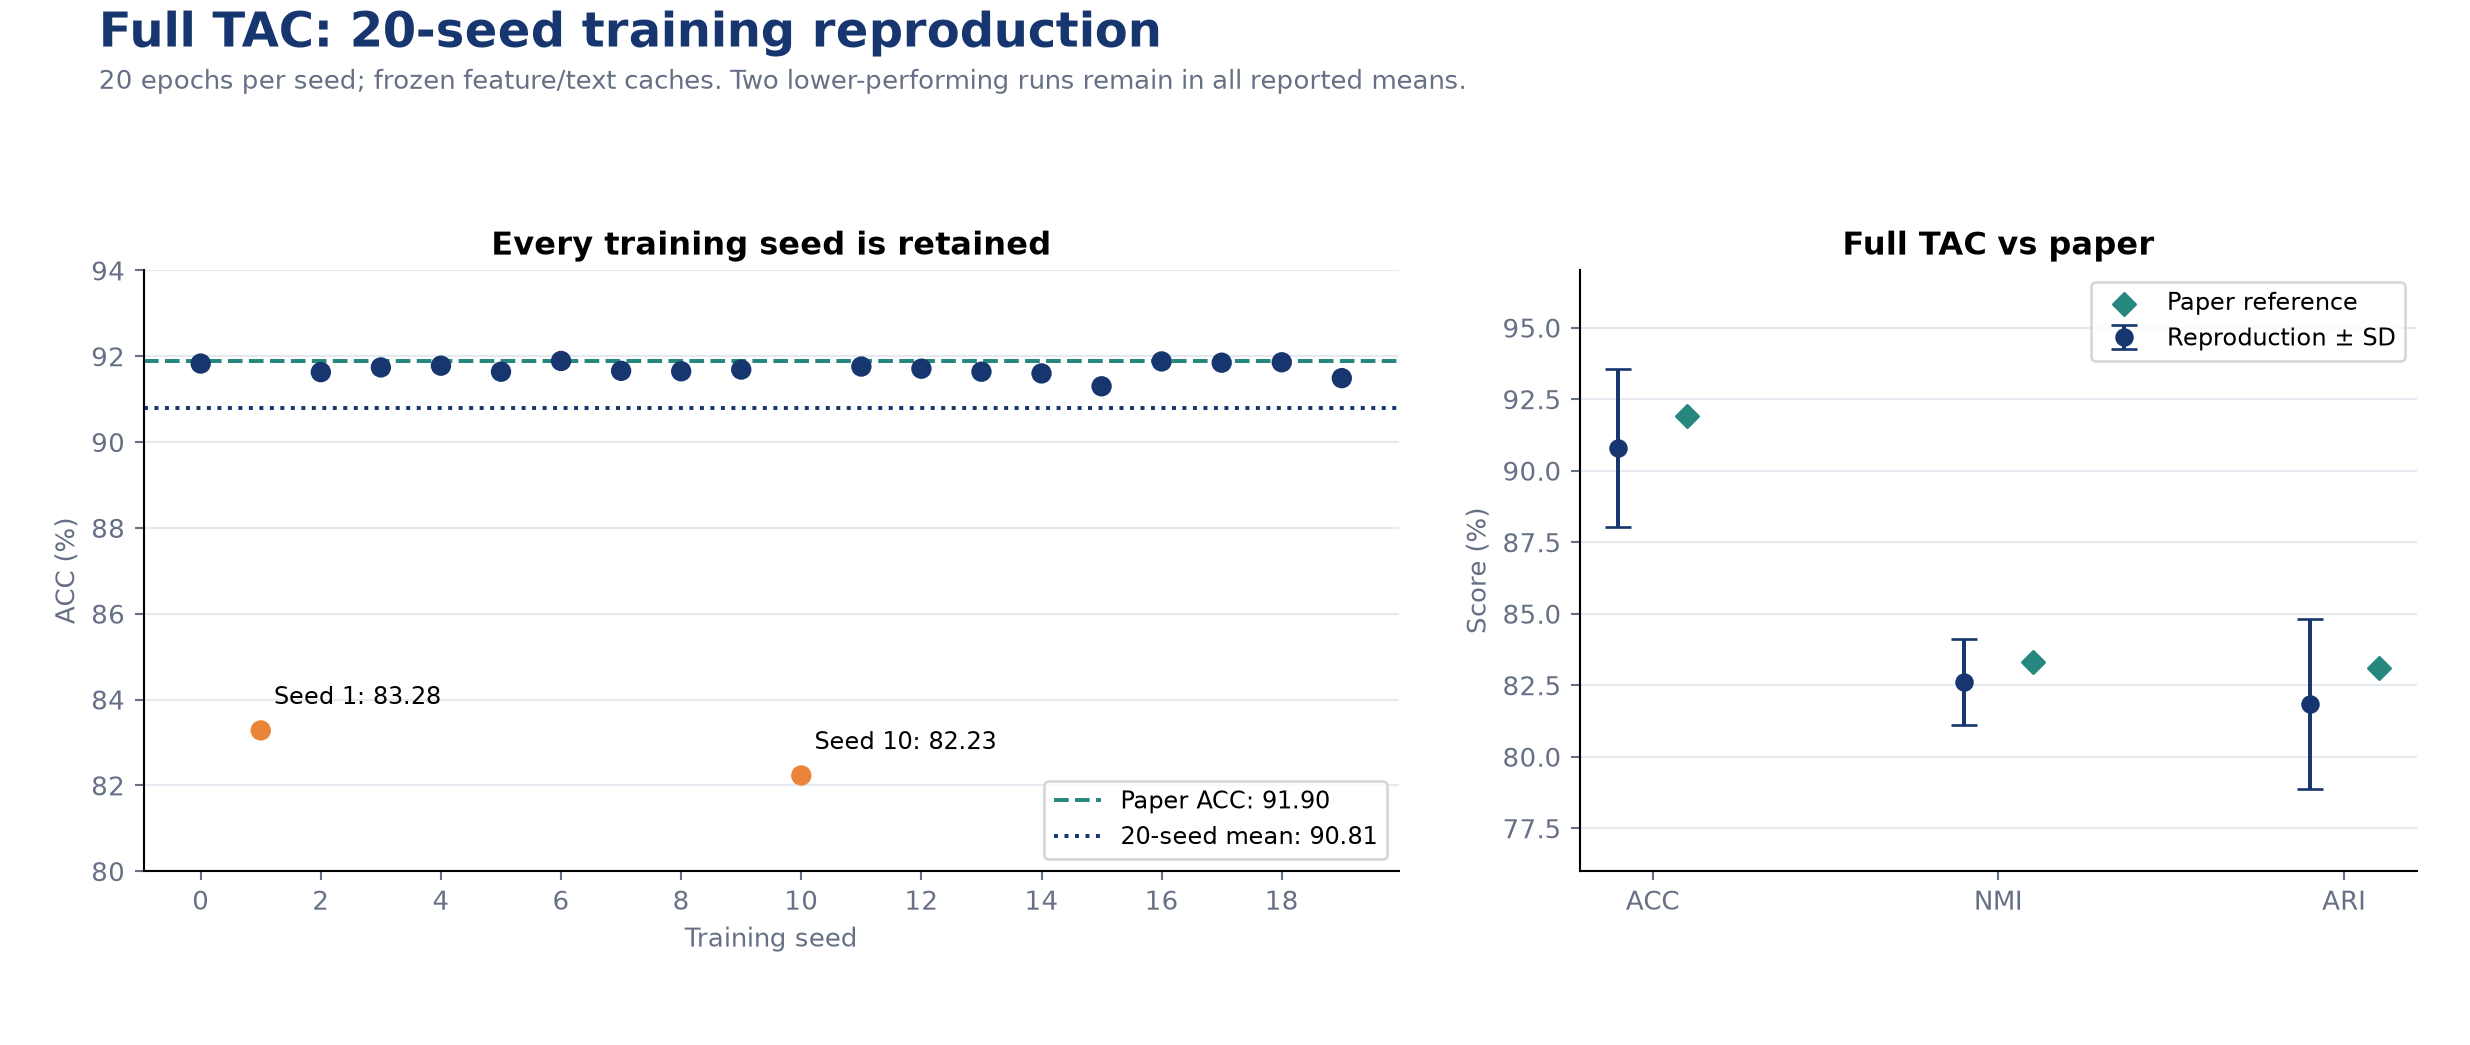 Full TAC: 20-seed training reproduction
20 epochs per seed; frozen feature/text caches. Two lower-performing runs remain in all reported means.
Every training seed is retained
94
92
90
88
86
84
82
80
ACC (%)
Seed 1: 83.28
Seed 10: 82.23
Paper ACC: 91.90
20-seed mean: 90.81
0 2 4 6 8 10 12 14 16 18
Training seed
Full TAC vs paper
Paper reference
Reproduction ± SD
95.0
92.5
90.0
87.5
85.0
82.5
80.0
77.5
Score (%)
ACC NMI ARI